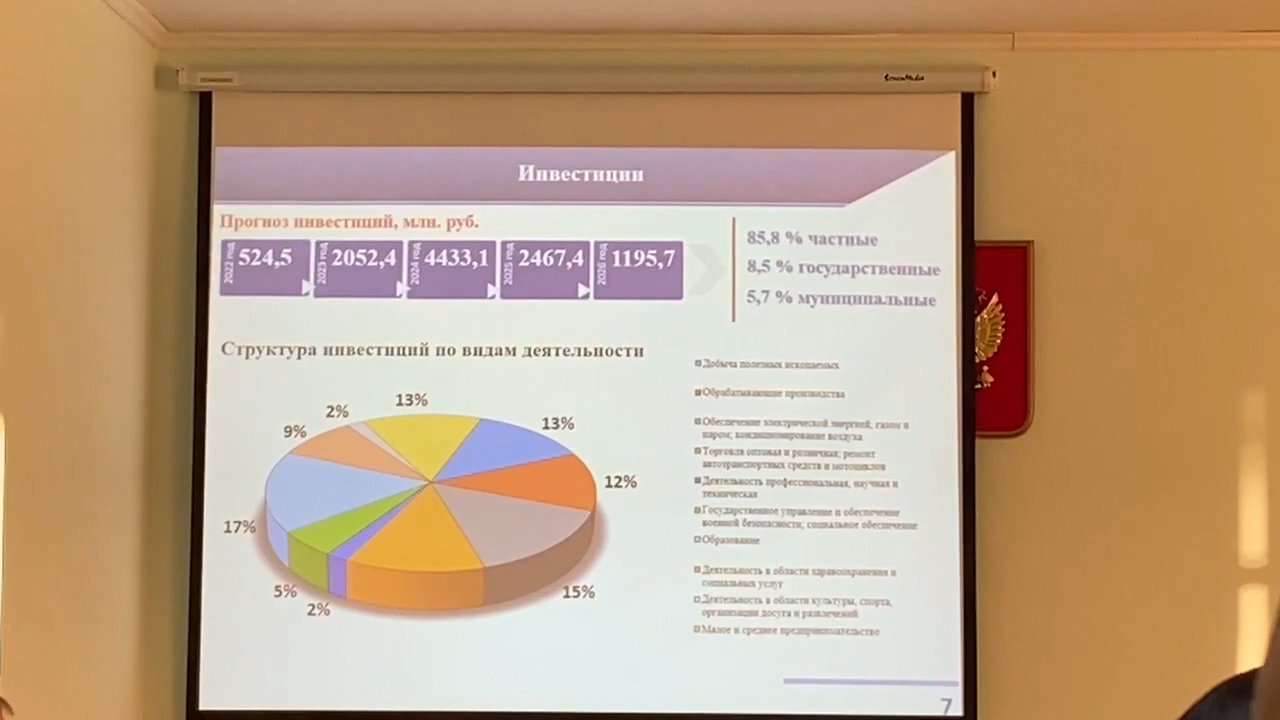 ScreenMedia
Инвестиции
Прогноз инвестиций, млн. руб.
2022 год 524,5
2023 год 2052,4
2024 год 4433,1
2025 год 2467,4
2026 год 1195,7
85,8 % частные
8,5 % государственные
5,7 % муниципальные
Структура инвестиций по видам деятельности
13%
13%
2%
9%
12%
17%
5%
2%
15%
Добыча полезных ископаемых
Обрабатывающие производства
Обеспечение электрической энергией, газом и
паром; кондиционирование воздуха
Торговля оптовая и розничная; ремонт
автотранспортных средств и мотоциклов
Деятельность профессиональная, научная и
техническая
Государственное управление и обеспечение
военной безопасности; социальное обеспечение
Образование
Деятельность в области здравоохранения и
социальных услуг
Деятельность в области культуры, спорта,
организации досуга и развлечений
Малое и среднее предпринимательство
7